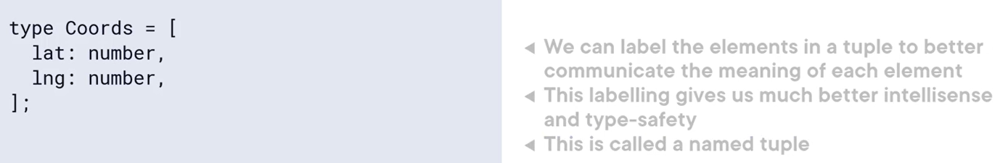 type Coords = [
  lat: number,
  lng: number,
];
◀ We can label the elements in a tuple to better
communicate the meaning of each element
◀ This labelling gives us much better intellisense
and type-safety
◀ This is called a named tuple